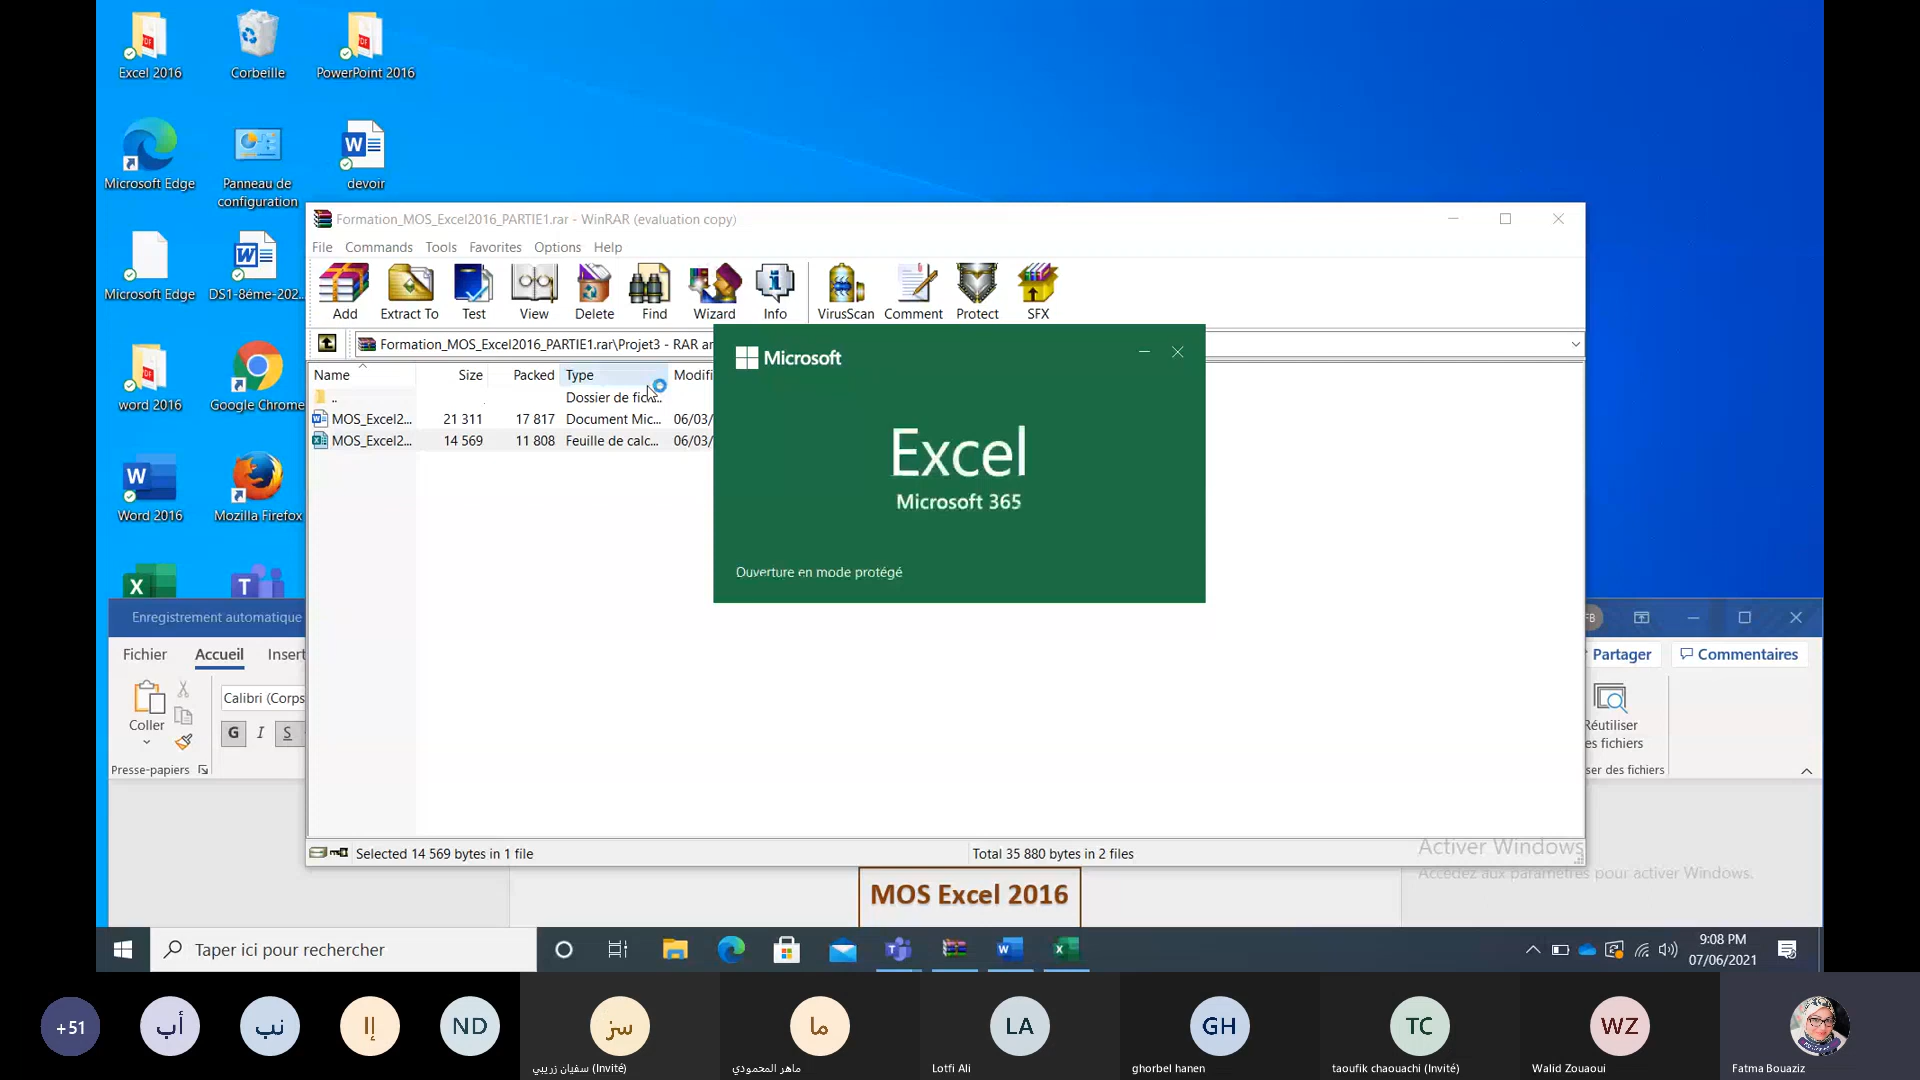 Excel 2016
Corbeille
PowerPoint 2016
Microsoft Edge
Panneau de
configuration
devoir
Microsoft Edge
DS1-8éme-202...
word 2016
Google Chrome
Word 2016
Mozilla Firefox
Formation_MOS_Excel2016_PARTIE1.rar - WinRAR (evaluation copy)
File Commands Tools Favorites Options Help
Add Extract To Test View Delete Find Wizard Info VirusScan Comment Protect SFX
Formation_MOS_Excel2016_PARTIE1.rar\Projet3 - RAR ar
Name Size Packed Type Modifi
.. Dossier de fic...
MOS_Excel2... 21 311 17 817 Document Mic... 06/03/
MOS_Excel2... 14 569 11 808 Feuille de calc... 06/03/
Microsoft
Excel
Microsoft 365
Ouverture en mode protégé
Enregistrement automatique
FB
Fichier Accueil Insert
Partager Commentaires
Calibri (Corps
Coller
G I S
Presse-papiers
Réutiliser
es fichiers
ser des fichiers
Selected 14 569 bytes in 1 file
Total 35 880 bytes in 2 files
Activer Windows
Accédez aux paramètres pour activer Windows.
MOS Excel 2016
Taper ici pour rechercher
9:08 PM
07/06/2021
+51
أب
نب
إا
ND
سز
ما
LA
GH
TC
WZ
سفيان زريبي (Invité)
ماهر المحمودي
Lotfi Ali
ghorbel hanen
taoufik chaouachi (Invité)
Walid Zouaoui
Fatma Bouaziz